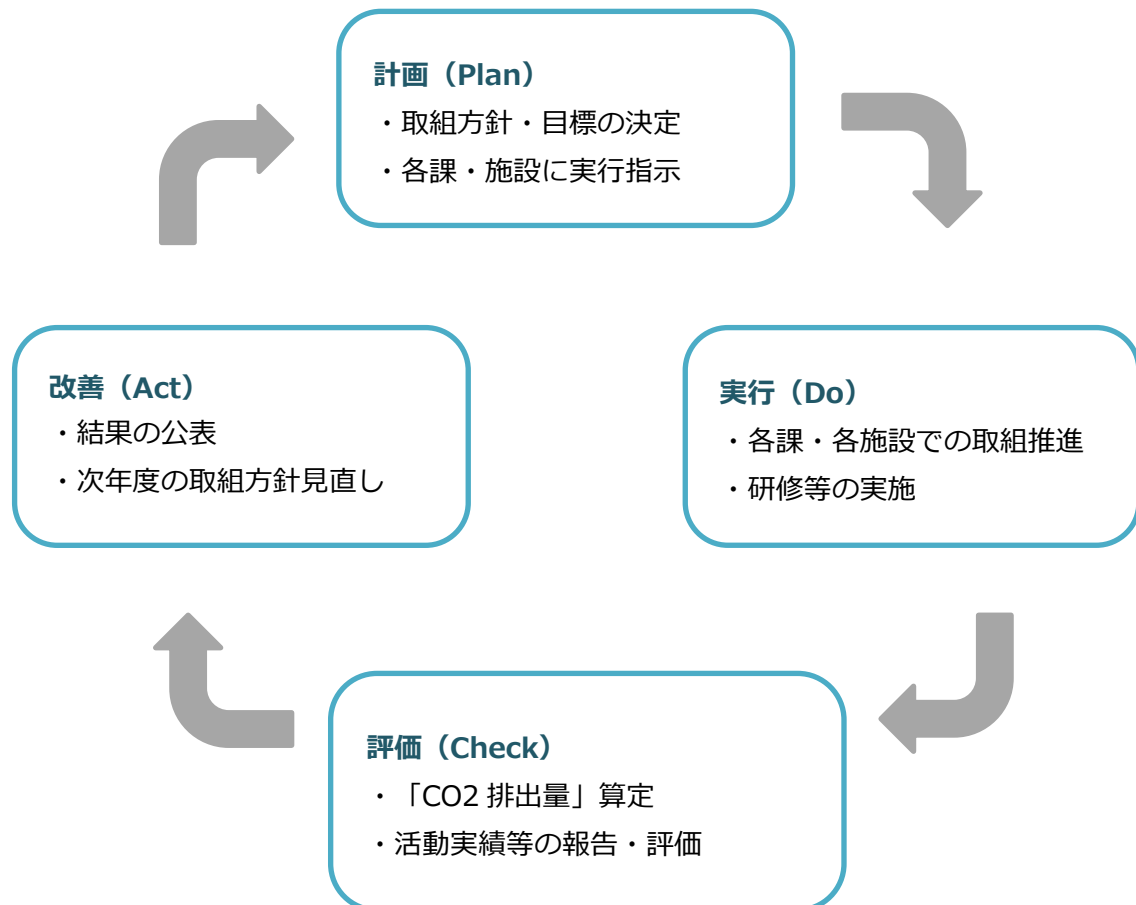 計画（Plan）
・取組方針・目標の決定
・各課・施設に実行指示
改善（Act）
・結果の公表
・次年度の取組方針見直し
実行（Do）
・各課・各施設での取組推進
・研修等の実施
評価（Check）
・「CO2 排出量」算定
・活動実績等の報告・評価